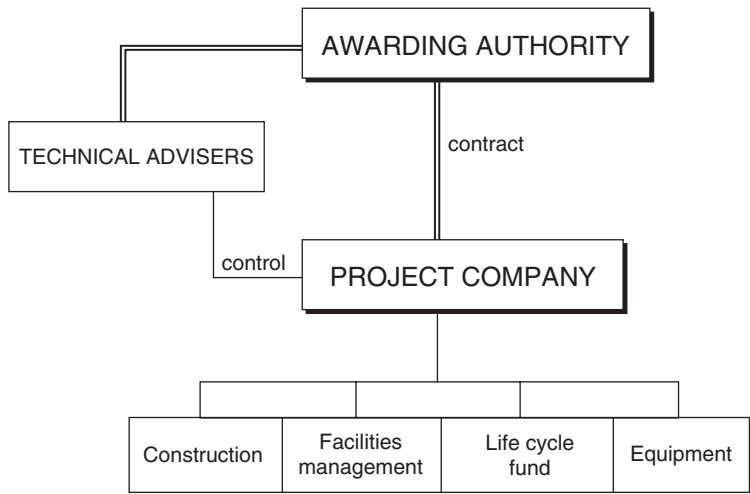 AWARDING AUTHORITY
TECHNICAL ADVISERS
contract
control
PROJECT COMPANY
Construction
Facilities
management
Life cycle
fund
Equipment